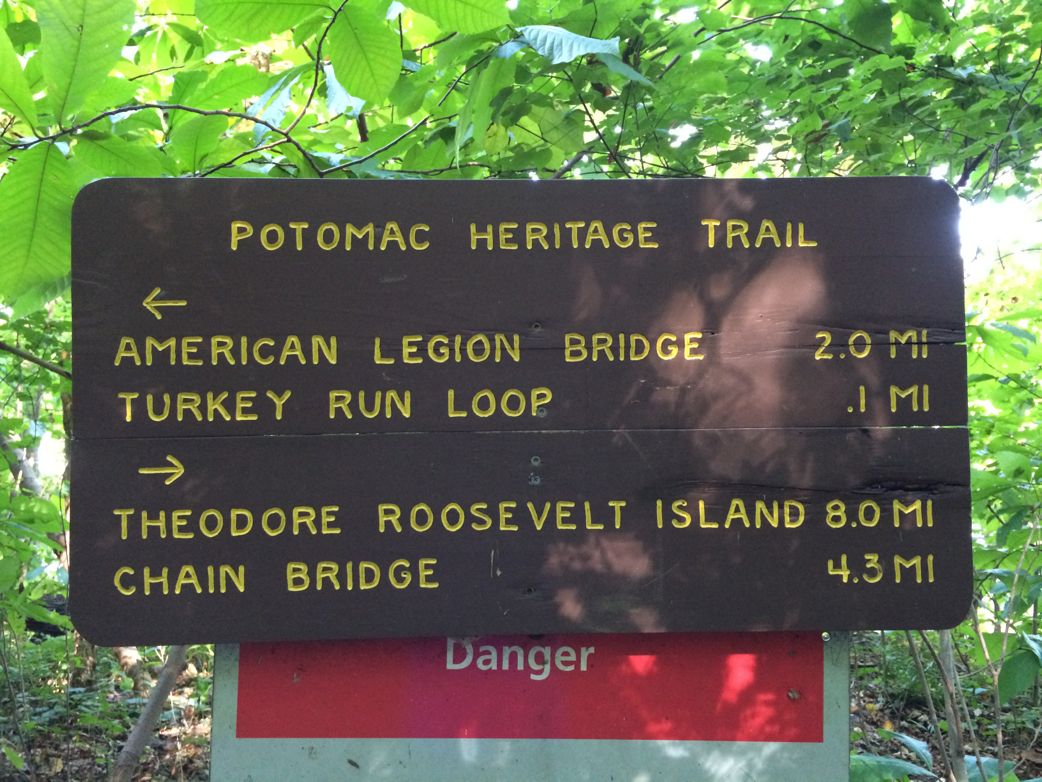 POTOMAC HERITAGE TRAIL
←
AMERICAN LEGION BRIDGE 2.0 MI
TURKEY RUN LOOP .1 MI
→
THEODORE ROOSEVELT ISLAND 8.0 MI
CHAIN BRIDGE 4.3 MI
Danger